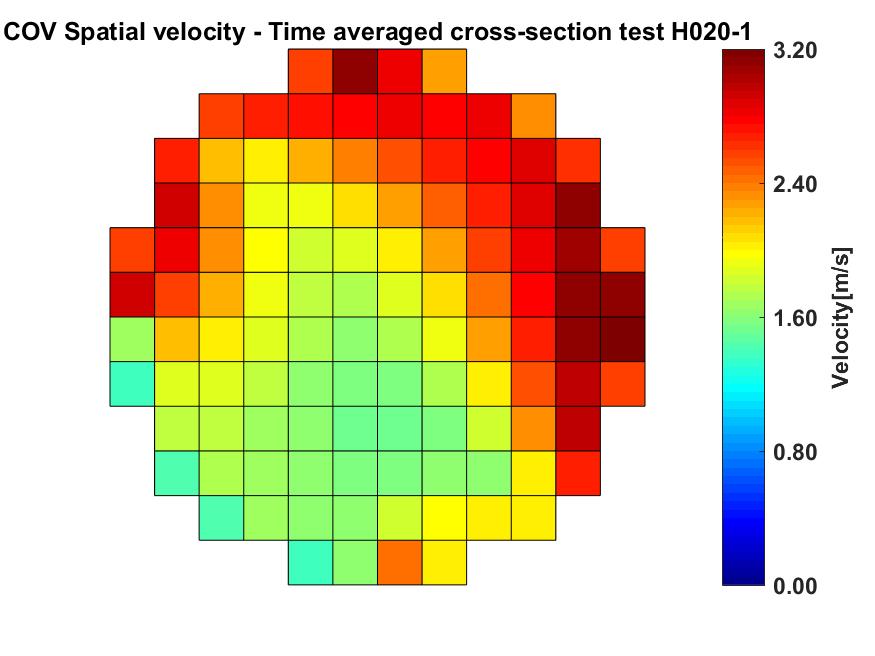 COV Spatial velocity - Time averaged cross-section test H020-1
3.20
2.40
1.60
0.80
0.00
Velocity[m/s]